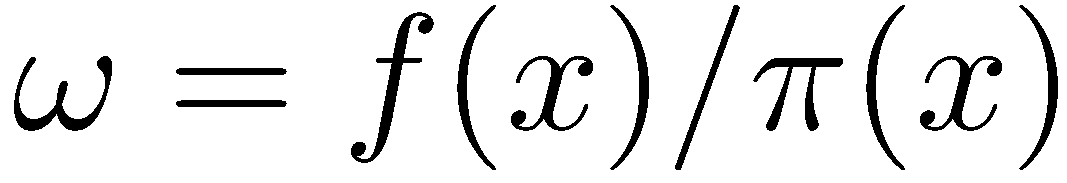 ω = f(x)/π(x)